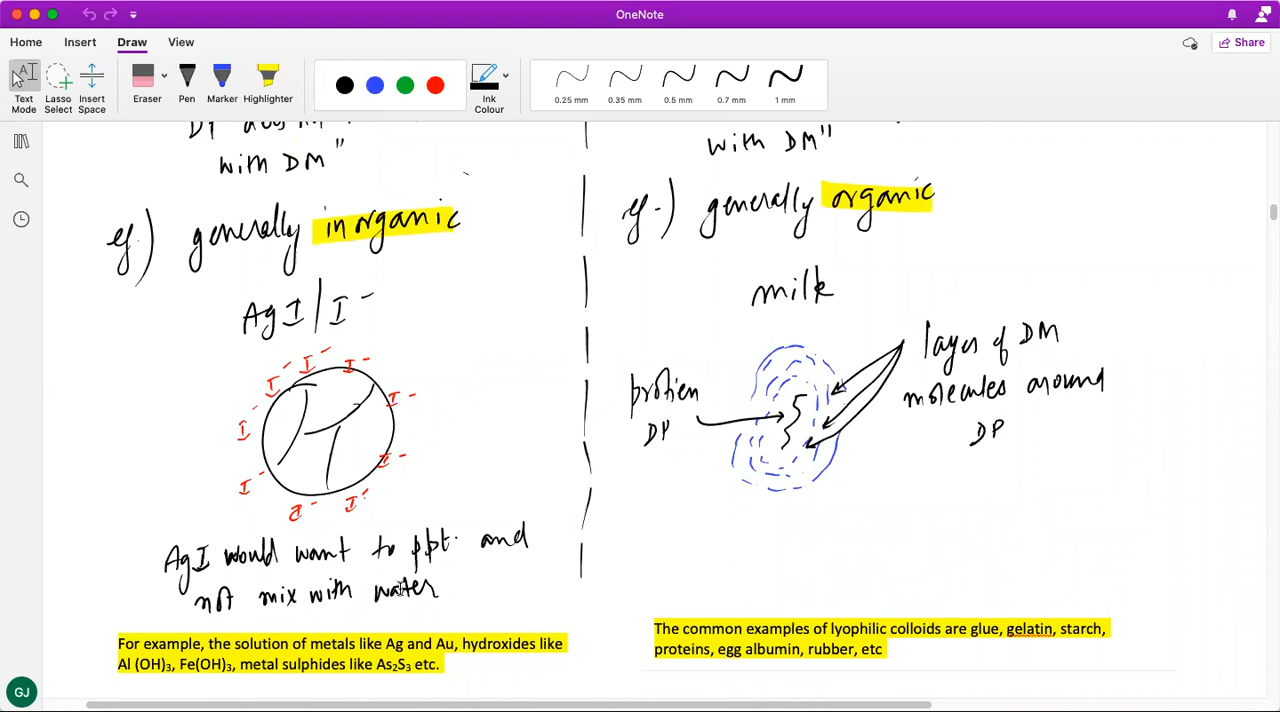 OneNote
Home Insert Draw View
Share
Text Mode
Lasso Select
Insert Space
Eraser
Pen
Marker
Highlighter
Ink Colour
0.25 mm
0.35 mm
0.5 mm
0.7 mm
1 mm
with DM"
eg.) generally inorganic
AgI/I⁻
I⁻ I⁻ I⁻
I⁻ I⁻
I⁻ I⁻
I⁻ I⁻
AgI would want to ppt. and
not mix with water
For example, the solution of metals like Ag and Au, hydroxides like
Al (OH)₃, Fe(OH)₃, metal sulphides like As₂S₃ etc.
with DM"
eg.) generally organic
milk
protien
DP
layer of DM
molecules around
DP
The common examples of lyophilic colloids are glue, gelatin, starch,
proteins, egg albumin, rubber, etc
GJ